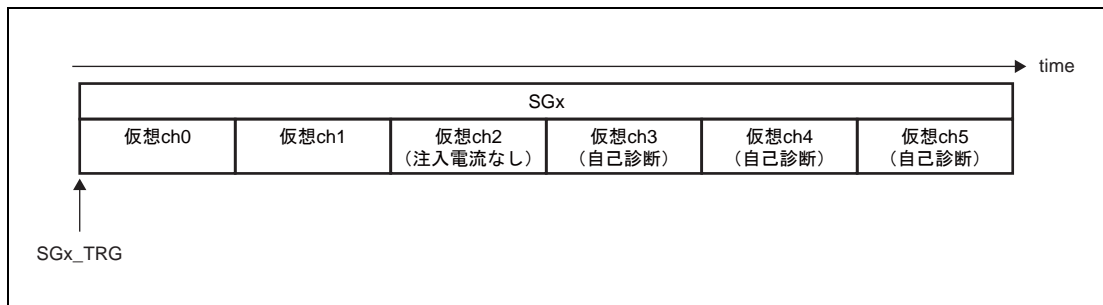 time
SGx
仮想ch0
仮想ch1
仮想ch2
（注入電流なし）
仮想ch3
（自己診断）
仮想ch4
（自己診断）
仮想ch5
（自己診断）
SGx_TRG